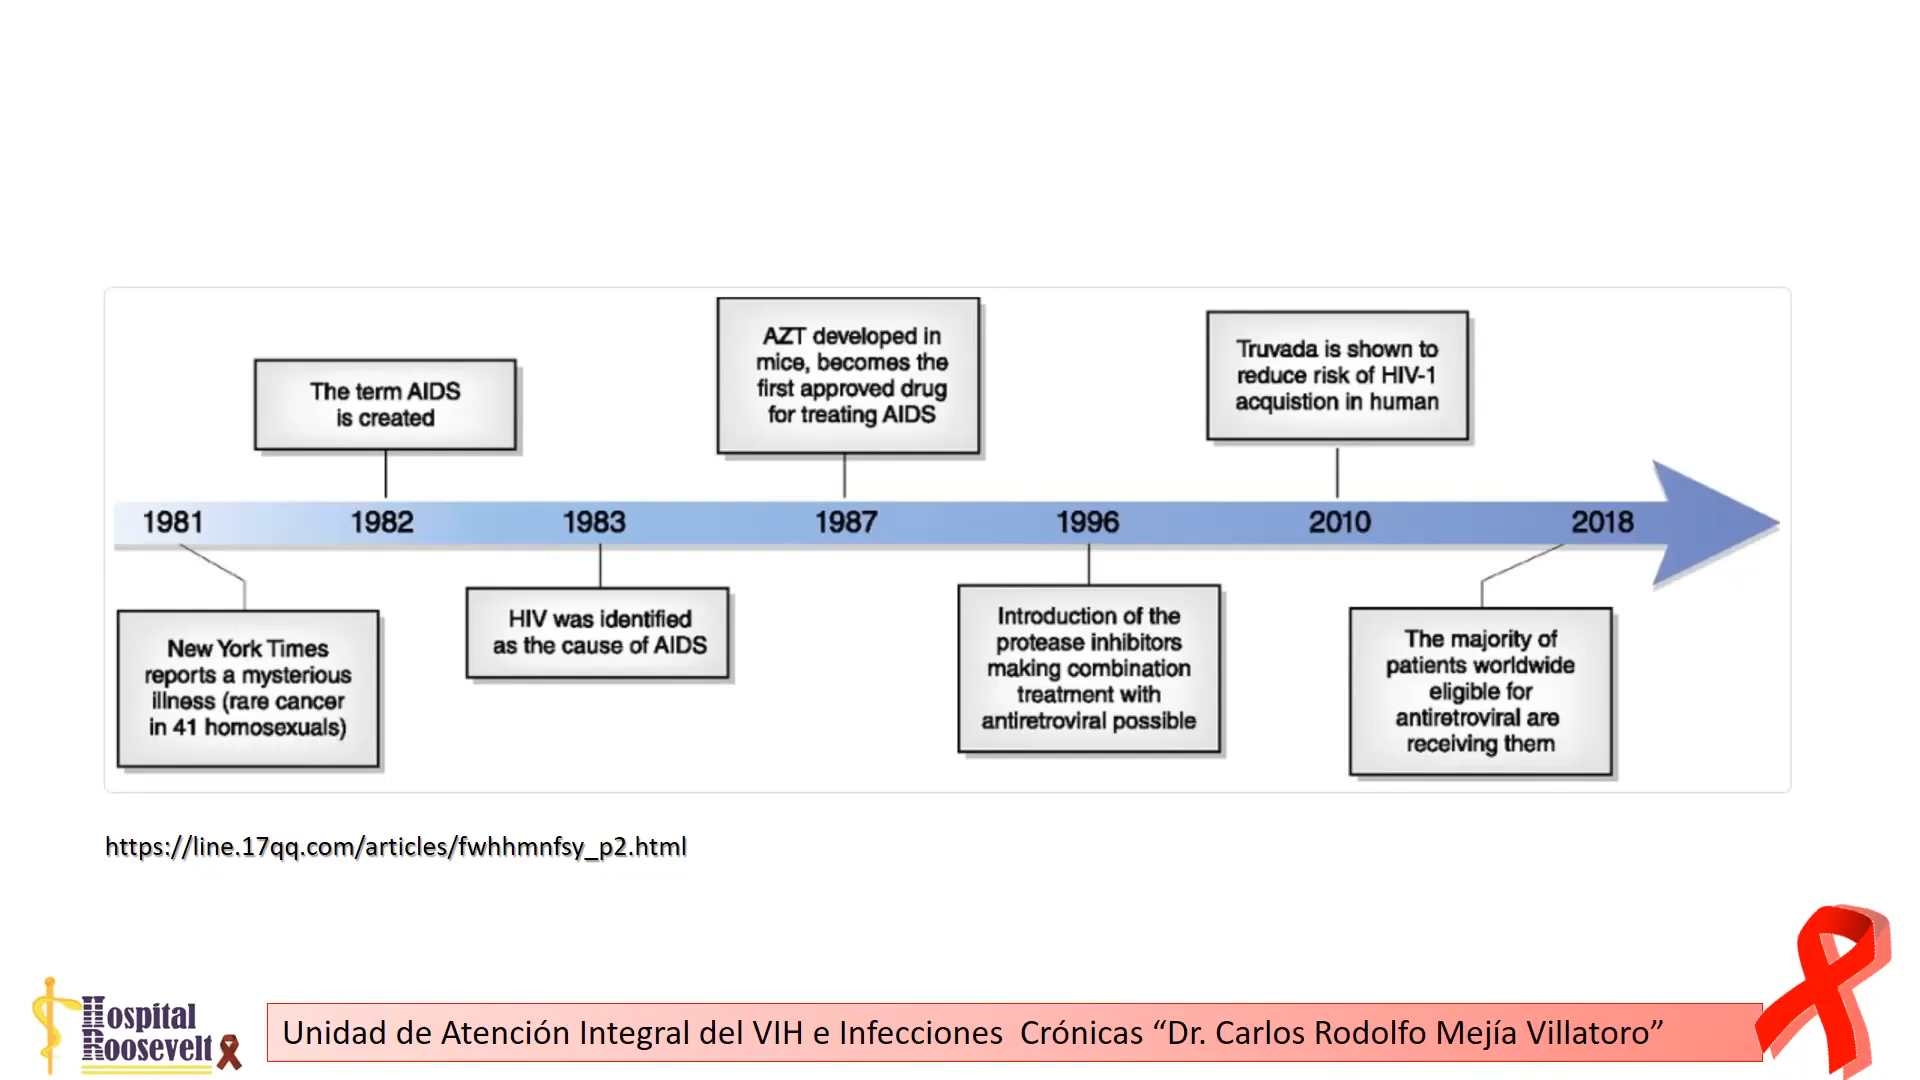 The term AIDS
is created
AZT developed in
mice, becomes the
first approved drug
for treating AIDS
Truvada is shown to
reduce risk of HIV-1
acquistion in human
1981 1982 1983 1987 1996 2010 2018
New York Times
reports a mysterious
illness (rare cancer
in 41 homosexuals)
HIV was identified
as the cause of AIDS
Introduction of the
protease inhibitors
making combination
treatment with
antiretroviral possible
The majority of
patients worldwide
eligible for
antiretroviral are
receiving them
https://line.17qq.com/articles/fwhhmnfsy_p2.html
Hospital
Roosevelt
Unidad de Atención Integral del VIH e Infecciones Crónicas “Dr. Carlos Rodolfo Mejía Villatoro”